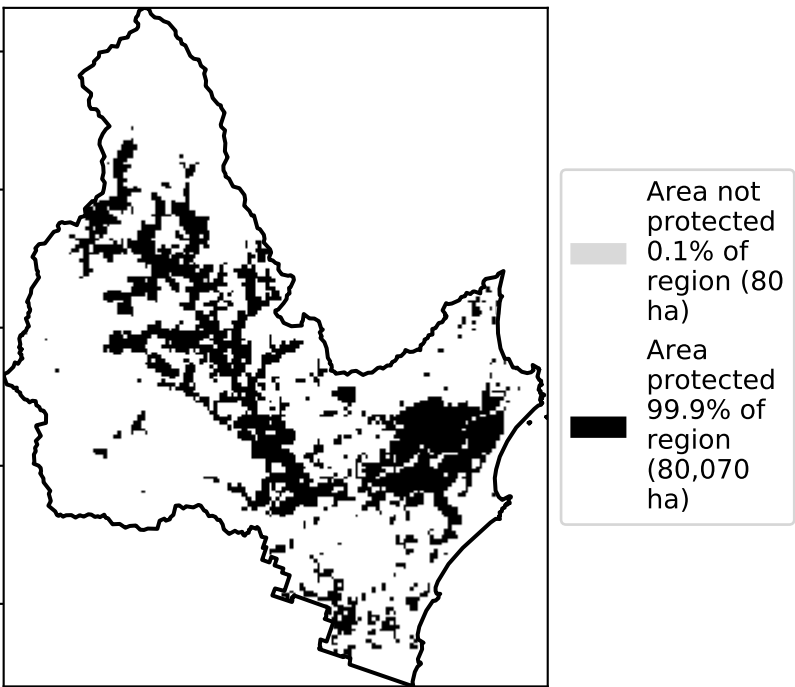 Area not
protected
0.1% of
region (80
ha)
Area
protected
99.9% of
region
(80,070
ha)